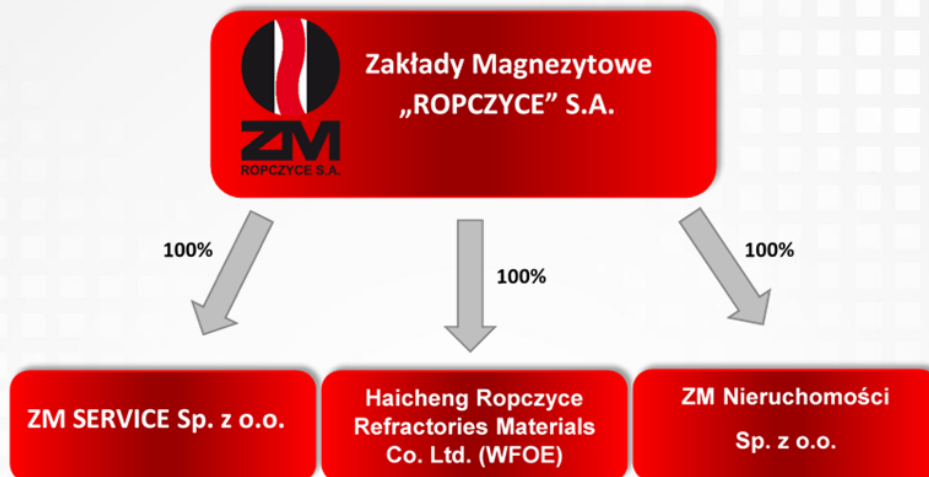 Zakłady Magnezytowe
„ROPCZYCE” S.A.
ZM
ROPCZYCE S.A.
100%
100%
100%
ZM SERVICE Sp. z o.o.
Haicheng Ropczyce
Refractories Materials
Co. Ltd. (WFOE)
ZM Nieruchomości
Sp. z o.o.